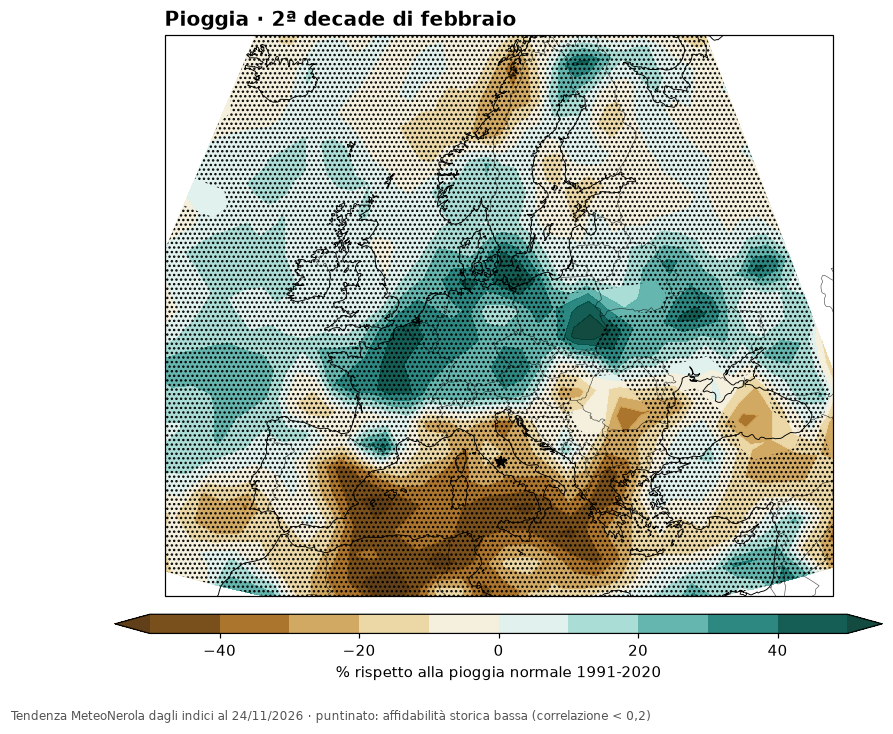 Pioggia · 2ª decade di febbraio
−40 −20 0 20 40
% rispetto alla pioggia normale 1991-2020
Tendenza MeteoNerola dagli indici al 24/11/2026 · puntinato: affidabilità storica bassa (correlazione < 0,2)